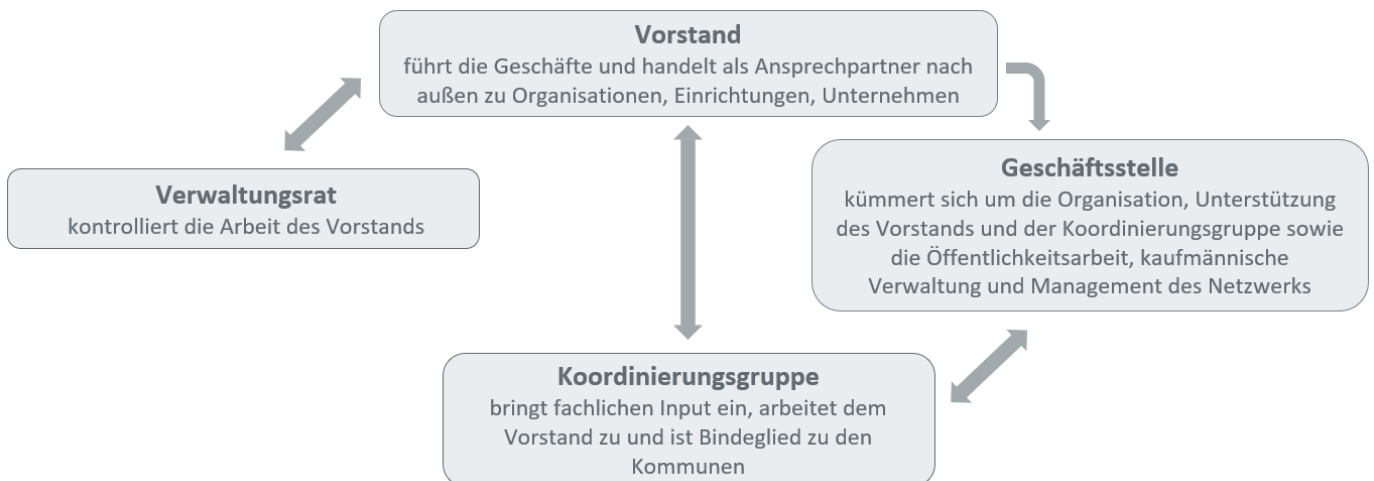 Vorstand
führt die Geschäfte und handelt als Ansprechpartner nach
außen zu Organisationen, Einrichtungen, Unternehmen
Verwaltungsrat
kontrolliert die Arbeit des Vorstands
Geschäftsstelle
kümmert sich um die Organisation, Unterstützung
des Vorstands und der Koordinierungsgruppe sowie
die Öffentlichkeitsarbeit, kaufmännische
Verwaltung und Management des Netzwerks
Koordinierungsgruppe
bringt fachlichen Input ein, arbeitet dem
Vorstand zu und ist Bindeglied zu den
Kommunen